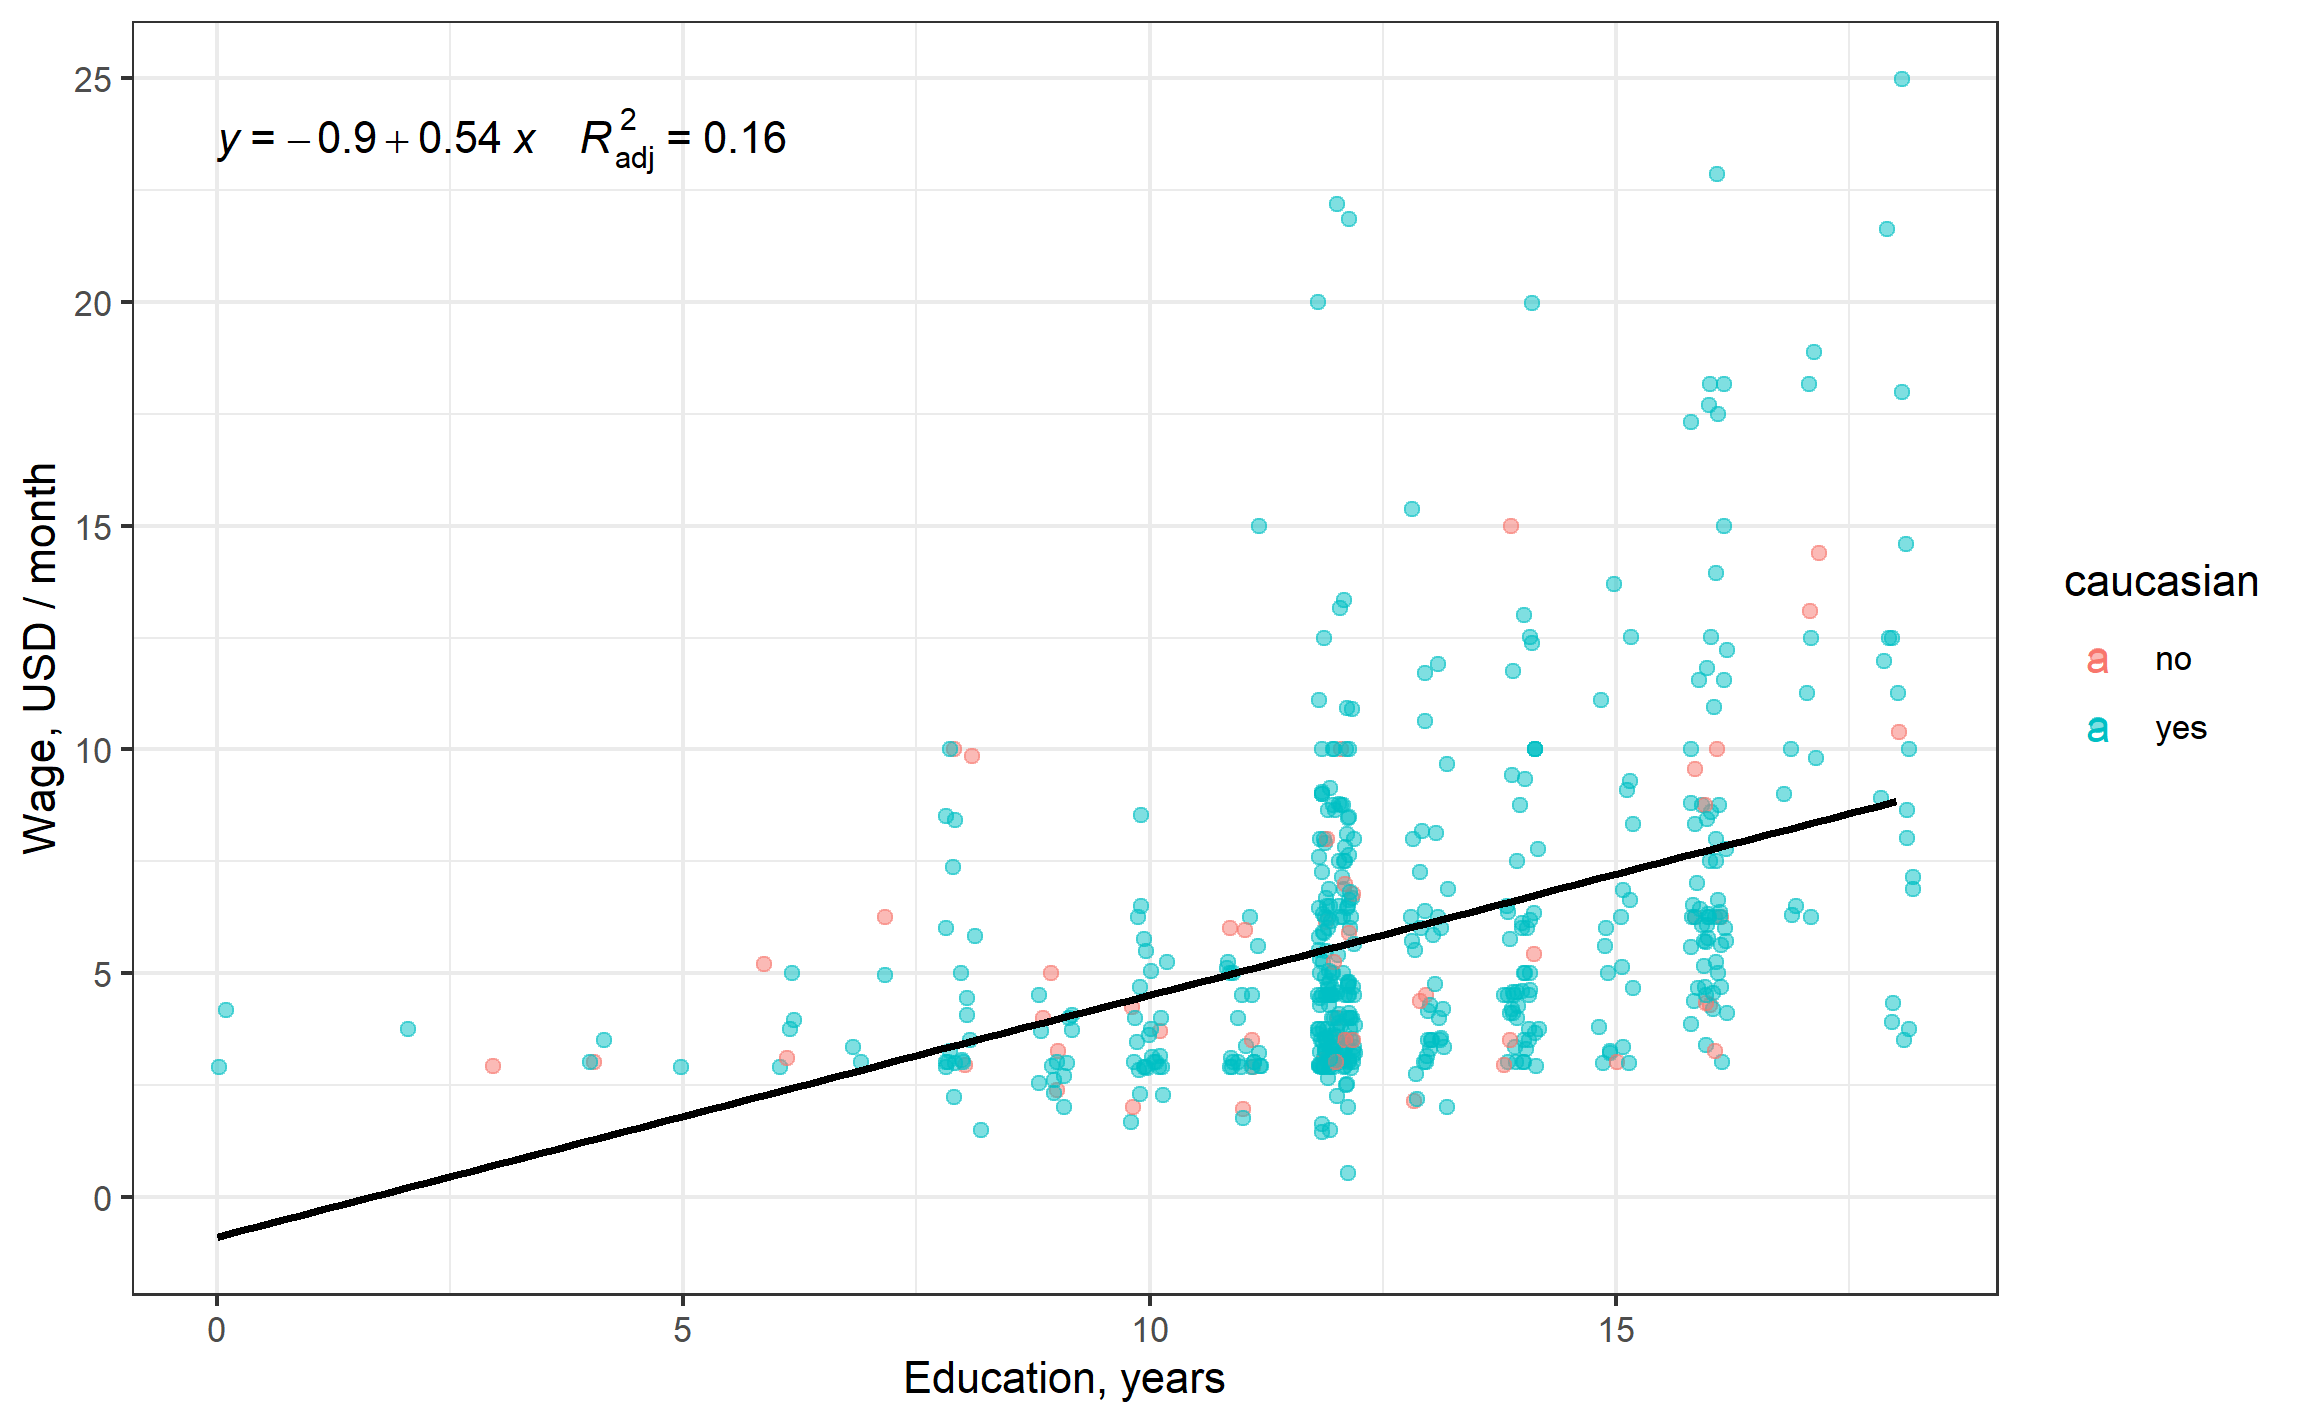 25
20
15
10
5
0
0 5 10 15
y = −0.9 + 0.54 x R²adj = 0.16
Wage, USD / month
Education, years
caucasian
a no
a yes